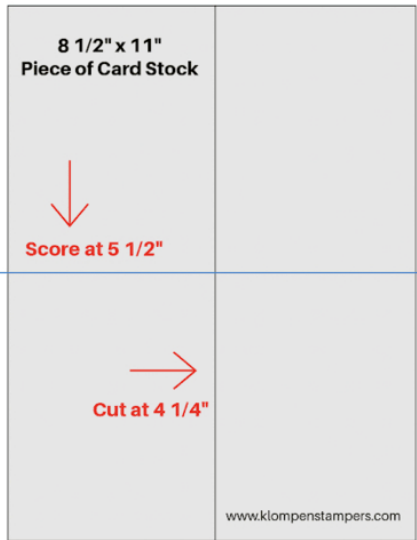 8 1/2" x 11"
Piece of Card Stock
Score at 5 1/2"
Cut at 4 1/4"
www.klompenstampers.com